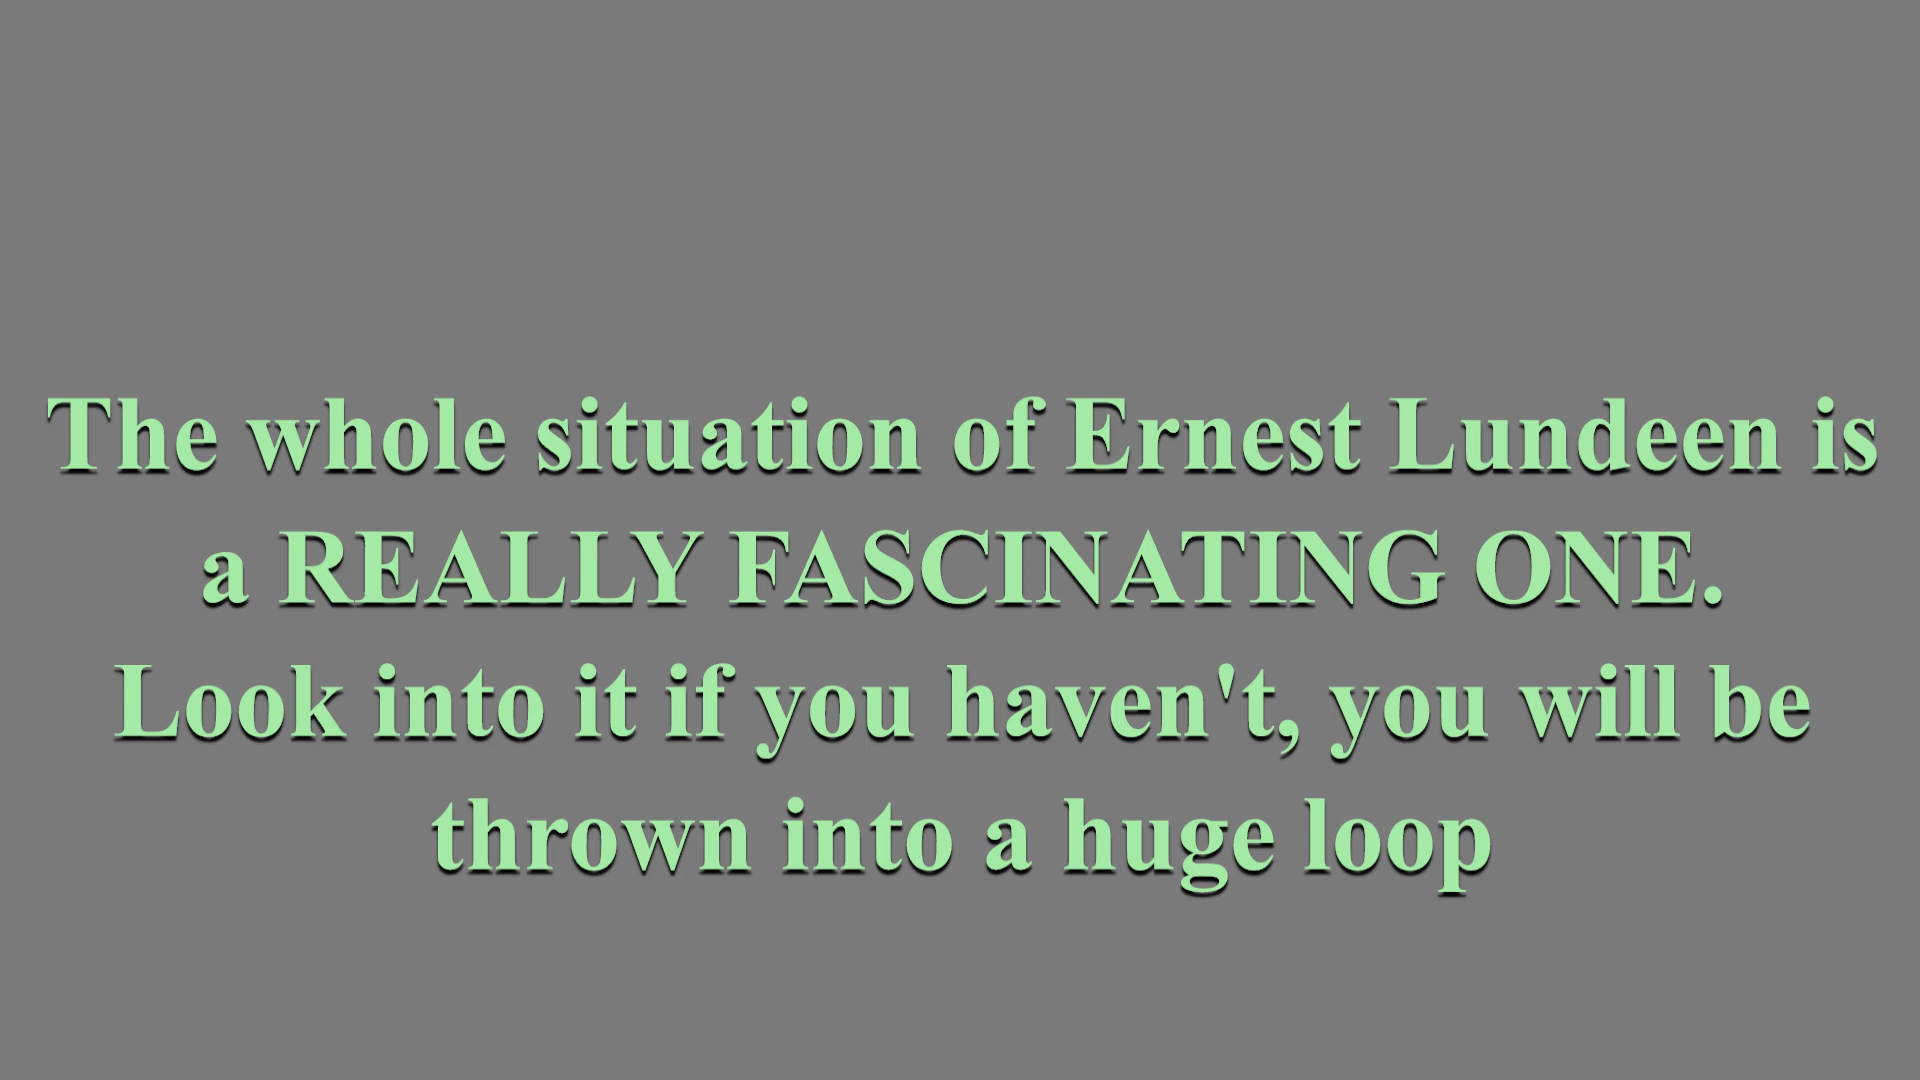 The whole situation of Ernest Lundeen is
a REALLY FASCINATING ONE.
Look into it if you haven't, you will be
thrown into a huge loop